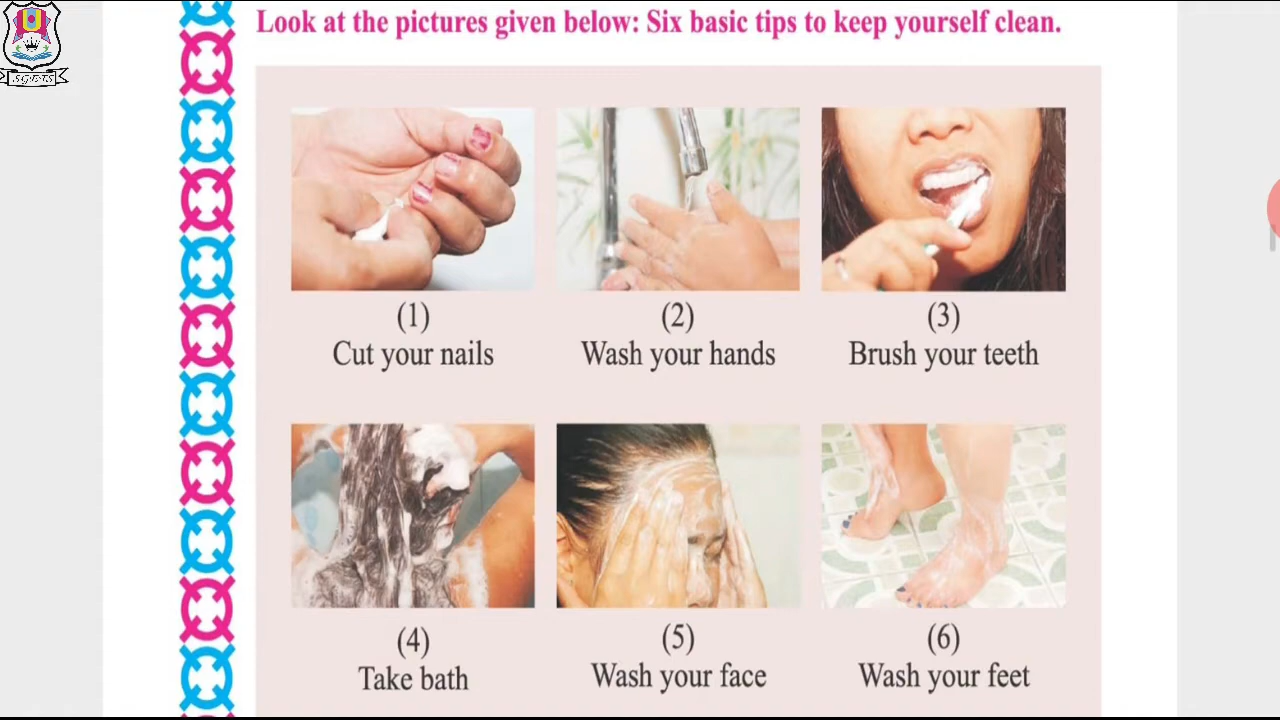 Look at the pictures given below: Six basic tips to keep yourself clean.
(1)
Cut your nails
(2)
Wash your hands
(3)
Brush your teeth
(4)
Take bath
(5)
Wash your face
(6)
Wash your feet